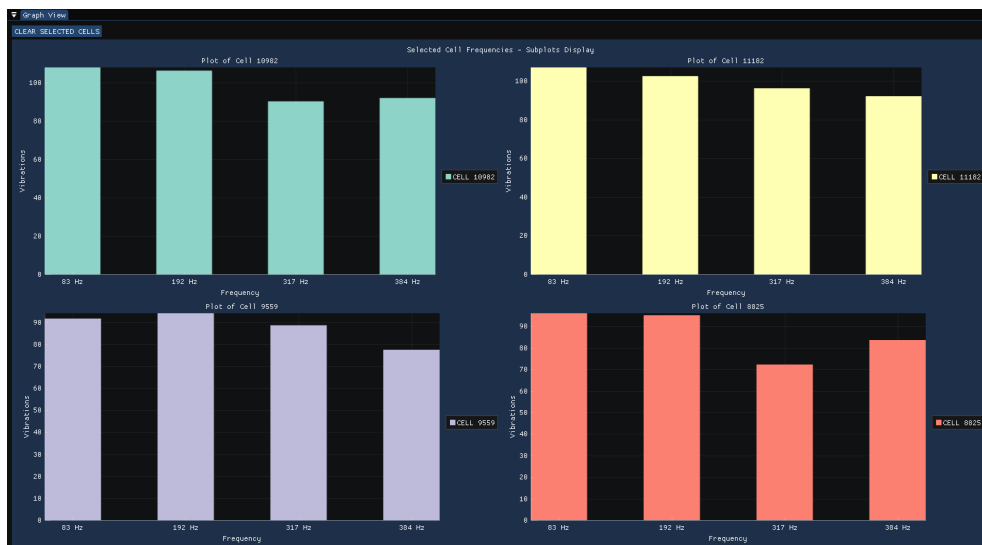 Graph View
CLEAR SELECTED CELLS
Selected Cell Frequencies - Subplots Display
Plot of Cell 10982
100
80
60
40
20
0
Vibrations
83 Hz 192 Hz 317 Hz 384 Hz
Frequency
CELL 10982
Plot of Cell 11182
100
80
60
40
20
0
Vibrations
83 Hz 192 Hz 317 Hz 384 Hz
Frequency
CELL 11182
Plot of Cell 9559
90
80
70
60
50
40
30
20
10
0
Vibrations
83 Hz 192 Hz 317 Hz 384 Hz
Frequency
CELL 9559
Plot of Cell 8825
90
80
70
60
50
40
30
20
10
0
Vibrations
83 Hz 192 Hz 317 Hz 384 Hz
Frequency
CELL 8825